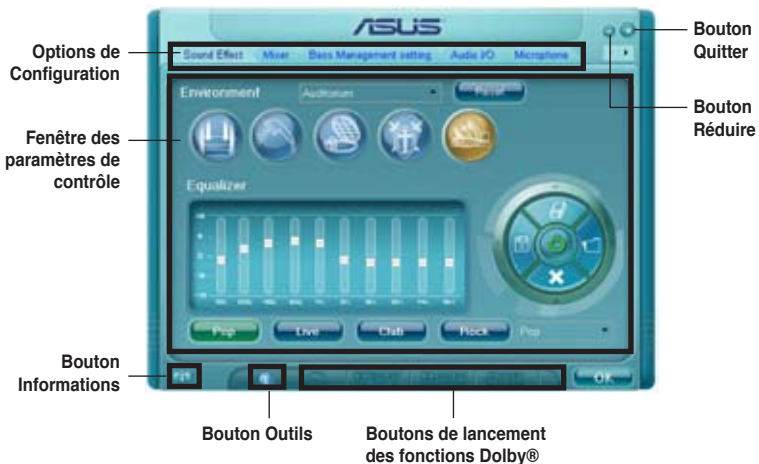 ASUS
Bouton
Quitter
Options de
Configuration
Sound Effect Mixer Bass Management setting Audio I/O Microphone
Environment Auditorium Reset
Bouton
Réduire
Fenêtre des
paramètres de
contrôle
Equalizer
Pop Live Club Rock Pop
Bouton
Informations
OK
Bouton Outils
Boutons de lancement
des fonctions Dolby®